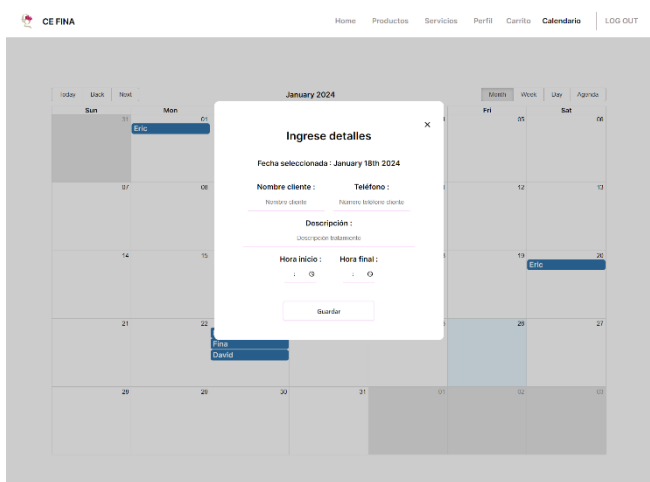 CE FINA
Home Productos Servicios Perfil Carrito Calendario LOG OUT
Today Back Next January 2024 Month Week Day Agenda
Sun Mon Fri Sat
31 01 05 06
Eric
×
Ingrese detalles
Fecha seleccionada : January 18th 2024
Nombre cliente : Teléfono :
Nombre cliente Número teléfono cliente
Descripción :
Descripción tratamiento
Hora inicio : Hora final :
: :
Guardar
07 08 12 13
14 15 19 20
Eric
21 22 26 27
Fina
David
28 29 30 31 01 02 03